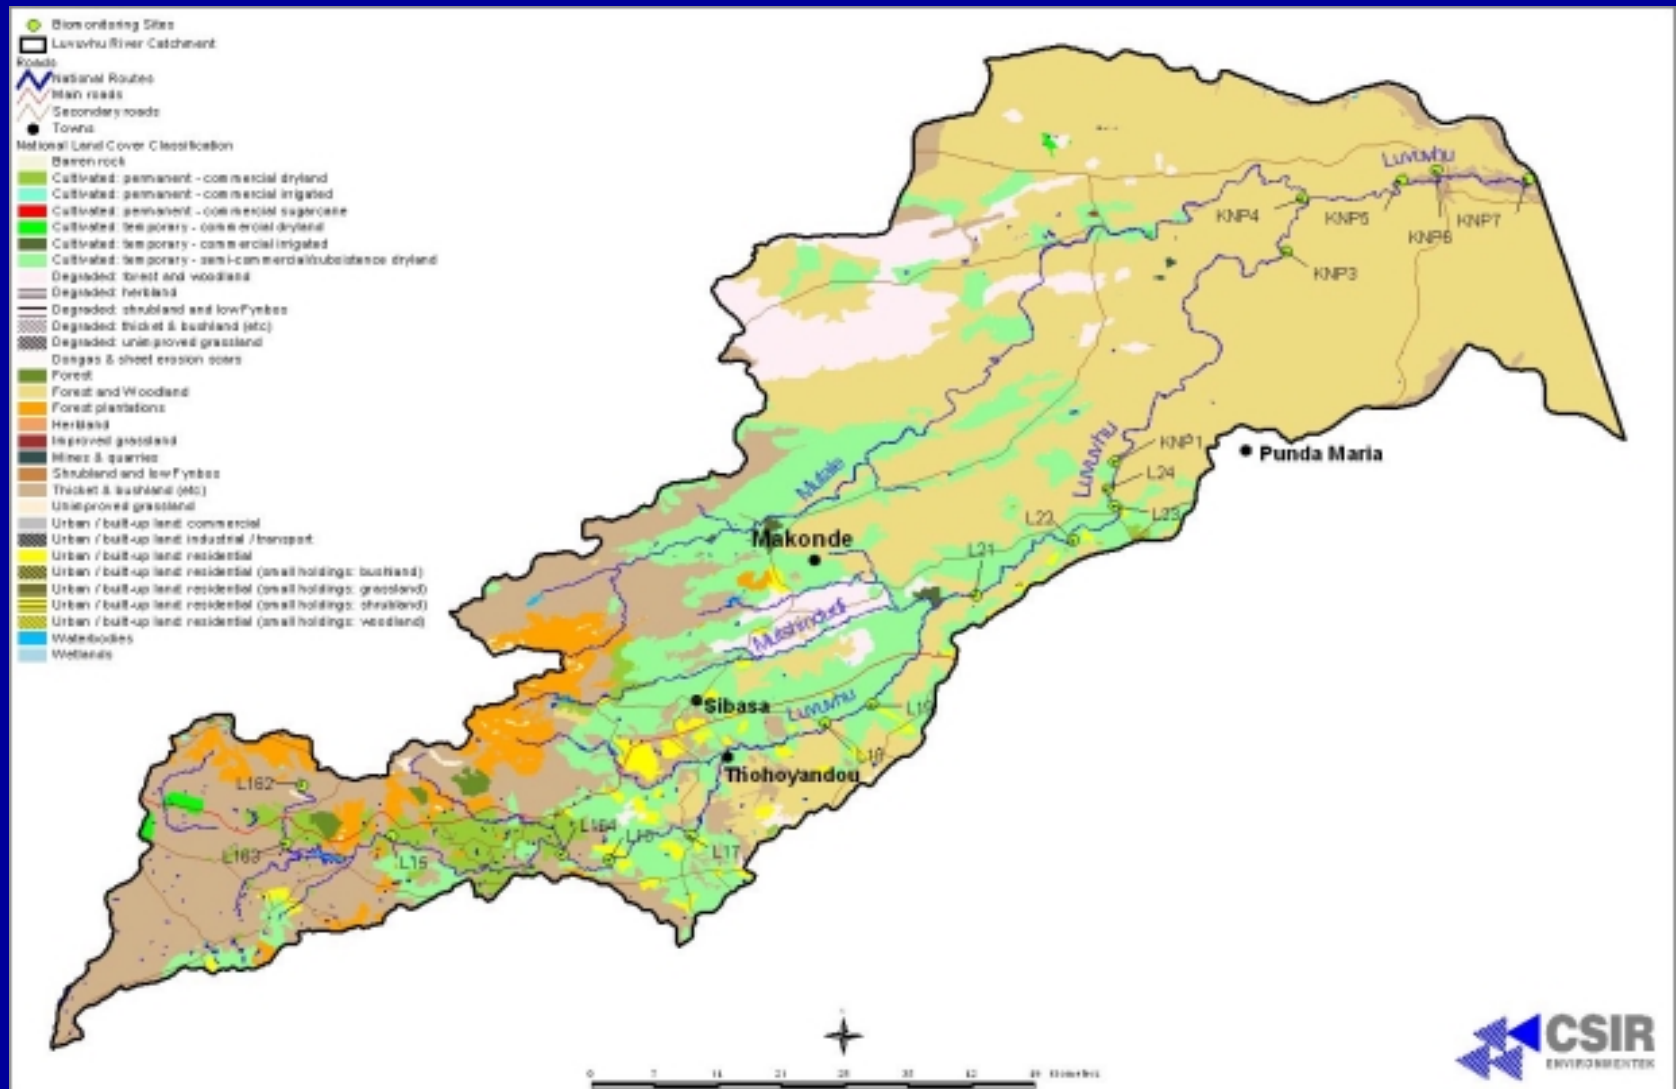 Biomonitoring Sites
Luvuvhu River Catchment
Roads
National Routes
Main roads
Secondary roads
Towns
National Land Cover Classification
Barren rock
Cultivated: permanent - commercial dryland
Cultivated: permanent - commercial irrigated
Cultivated: permanent - commercial sugarcane
Cultivated: temporary - commercial dryland
Cultivated: temporary - commercial irrigated
Cultivated: temporary - semi-commercial/subsistence dryland
Degraded: forest and woodland
Degraded: herbland
Degraded: shrubland and low Fynbos
Degraded: thicket & bushland (etc)
Degraded: unimproved grassland
Dongas & sheet erosion scars
Forest
Forest and Woodland
Forest plantations
Herbland
Improved grassland
Mines & quarries
Shrubland and low Fynbos
Thicket & bushland (etc)
Unimproved grassland
Urban / built-up land: commercial
Urban / built-up land: industrial / transport
Urban / built-up land: residential
Urban / built-up land: residential (small holdings: bushland)
Urban / built-up land: residential (small holdings: grassland)
Urban / built-up land: residential (small holdings: shrubland)
Urban / built-up land: residential (small holdings: woodland)
Waterbodies
Wetlands
Luvuvhu
KNP4
KNP5
KNP6
KNP7
KNP3
Luvuvhu
KNP1
Punda Maria
L24
Mutale
L22
L23
Makonde
L21
Mutshindudi
Sibasa
Luvuvhu
L19
L18
Thohoyandou
L162
L164
L163
L15
L17
7
CSIR
ENVIRONMENTEK